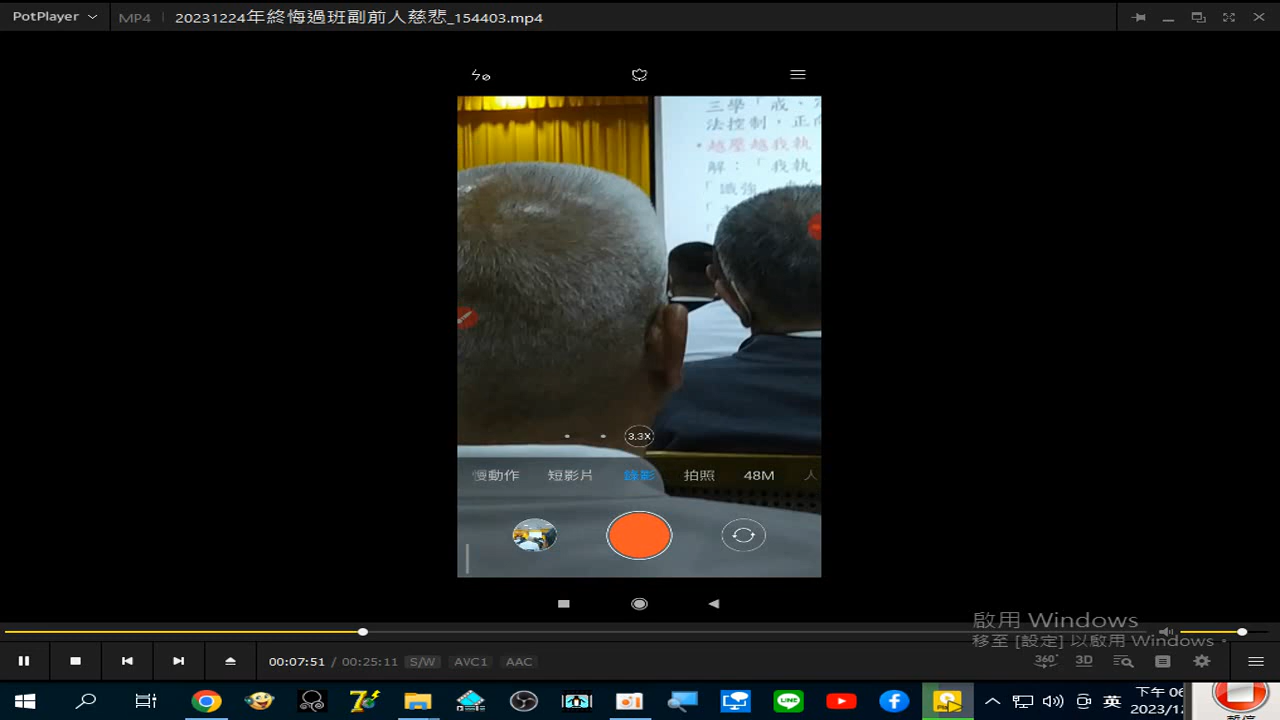 PotPlayer
MP4
20231224年終悔過班副前人慈悲_154403.mp4
三學「戒、
法控制，正
•越壓越我執
解：「我執
「識強
3.3X
慢動作 短影片 錄影 拍照 48M 人
啟用 Windows
移至 [設定] 以啟用 Windows。
00:07:51 / 00:25:11 S/W AVC1 AAC
360° 3D
英
下午 06
2023/12
暫停